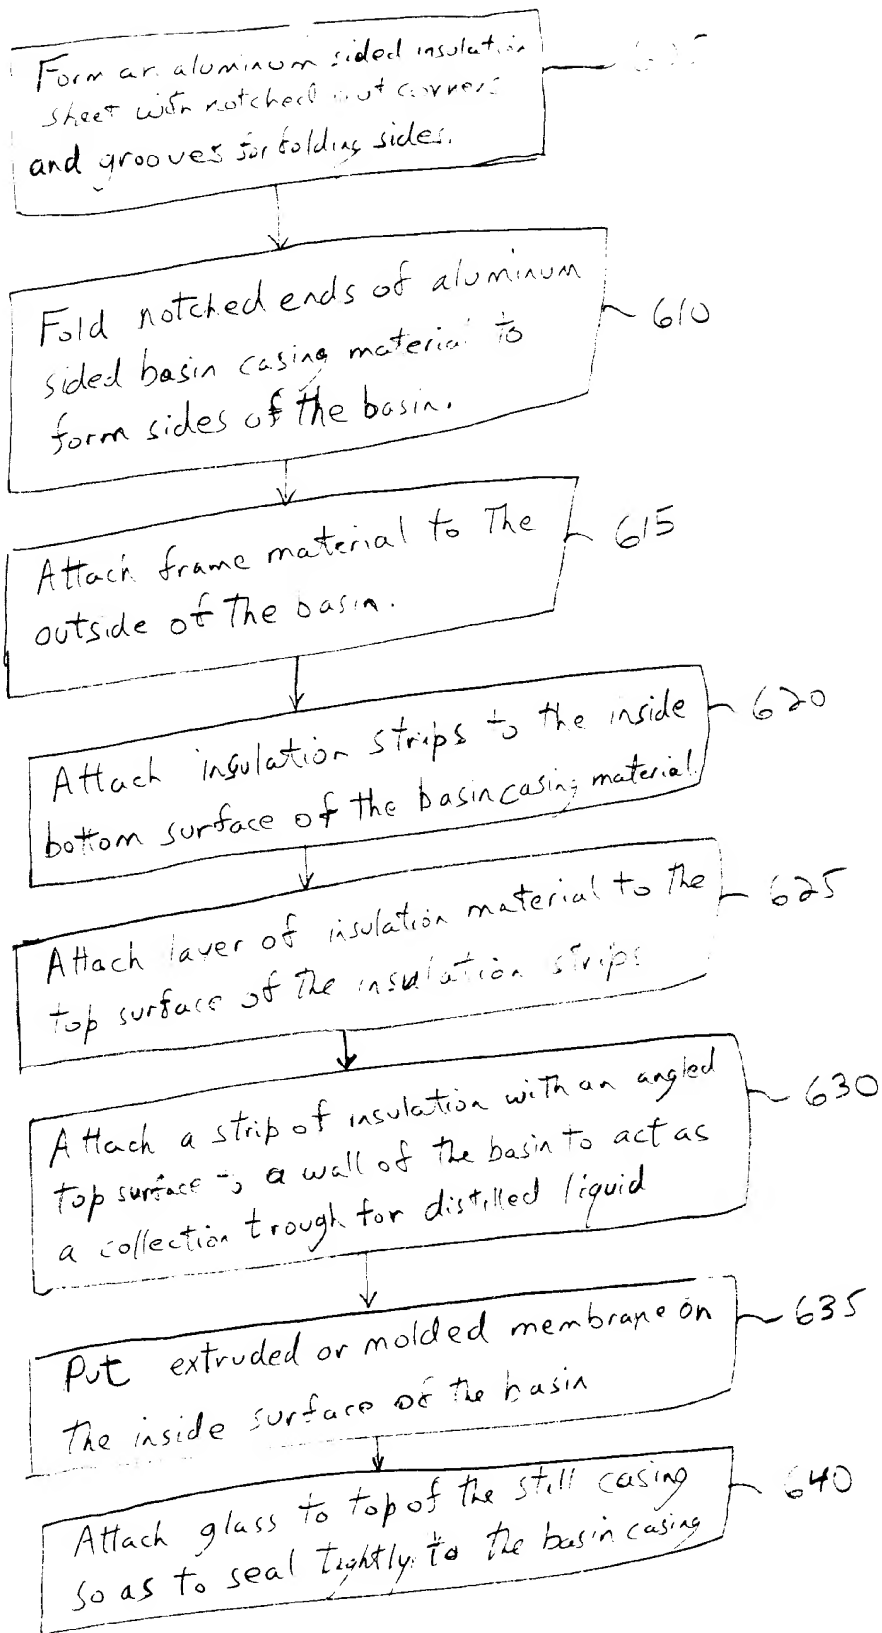 Form an aluminum sided insulation
sheet with notched out corners
and grooves for folding sides.
Fold notched ends of aluminum
sided basin casing material to
form sides of the basin.
610
Attach frame material to The
outside of The basin.
615
Attach insulation strips to the inside
bottom surface of the basin casing material.
620
Attach layer of insulation material to The
top surface of The insulation strips
625
Attach a strip of insulation with an angled
top surface to a wall of the basin to act as
a collection trough for distilled liquid
630
Put extruded or molded membrane on
The inside surface of The basin
635
Attach glass to top of the still casing
so as to seal tightly to the basin casing
640